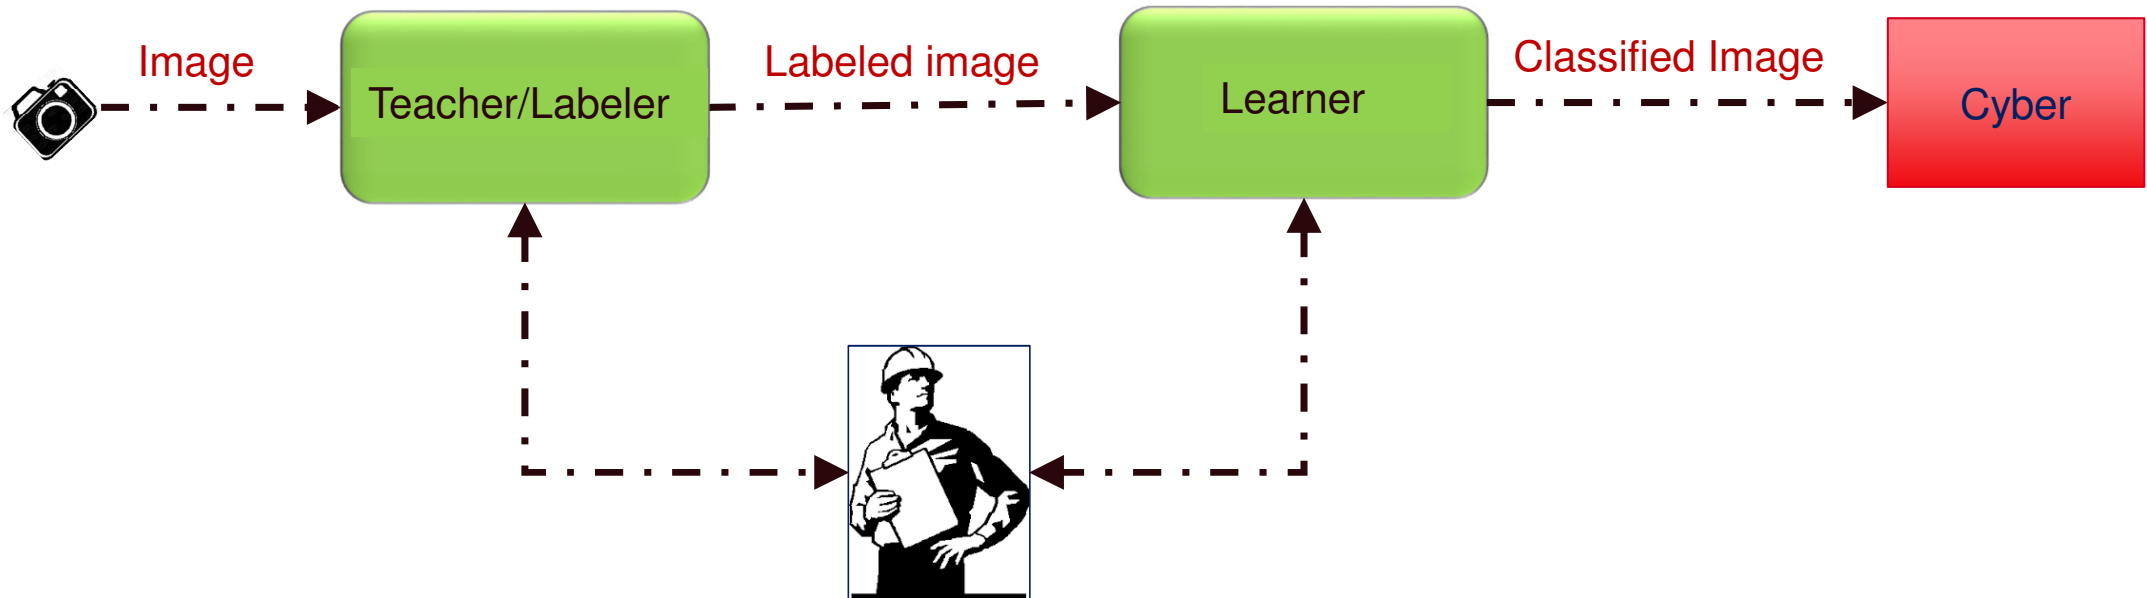 Image
Teacher/Labeler
Labeled image
Learner
Classified Image
Cyber